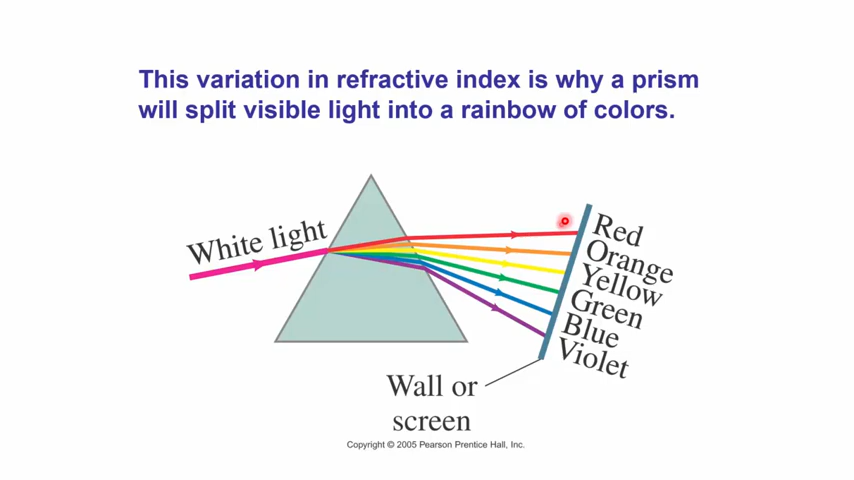 This variation in refractive index is why a prism
will split visible light into a rainbow of colors.
White light
Red
Orange
Yellow
Green
Blue
Violet
Wall or
screen
Copyright © 2005 Pearson Prentice Hall, Inc.